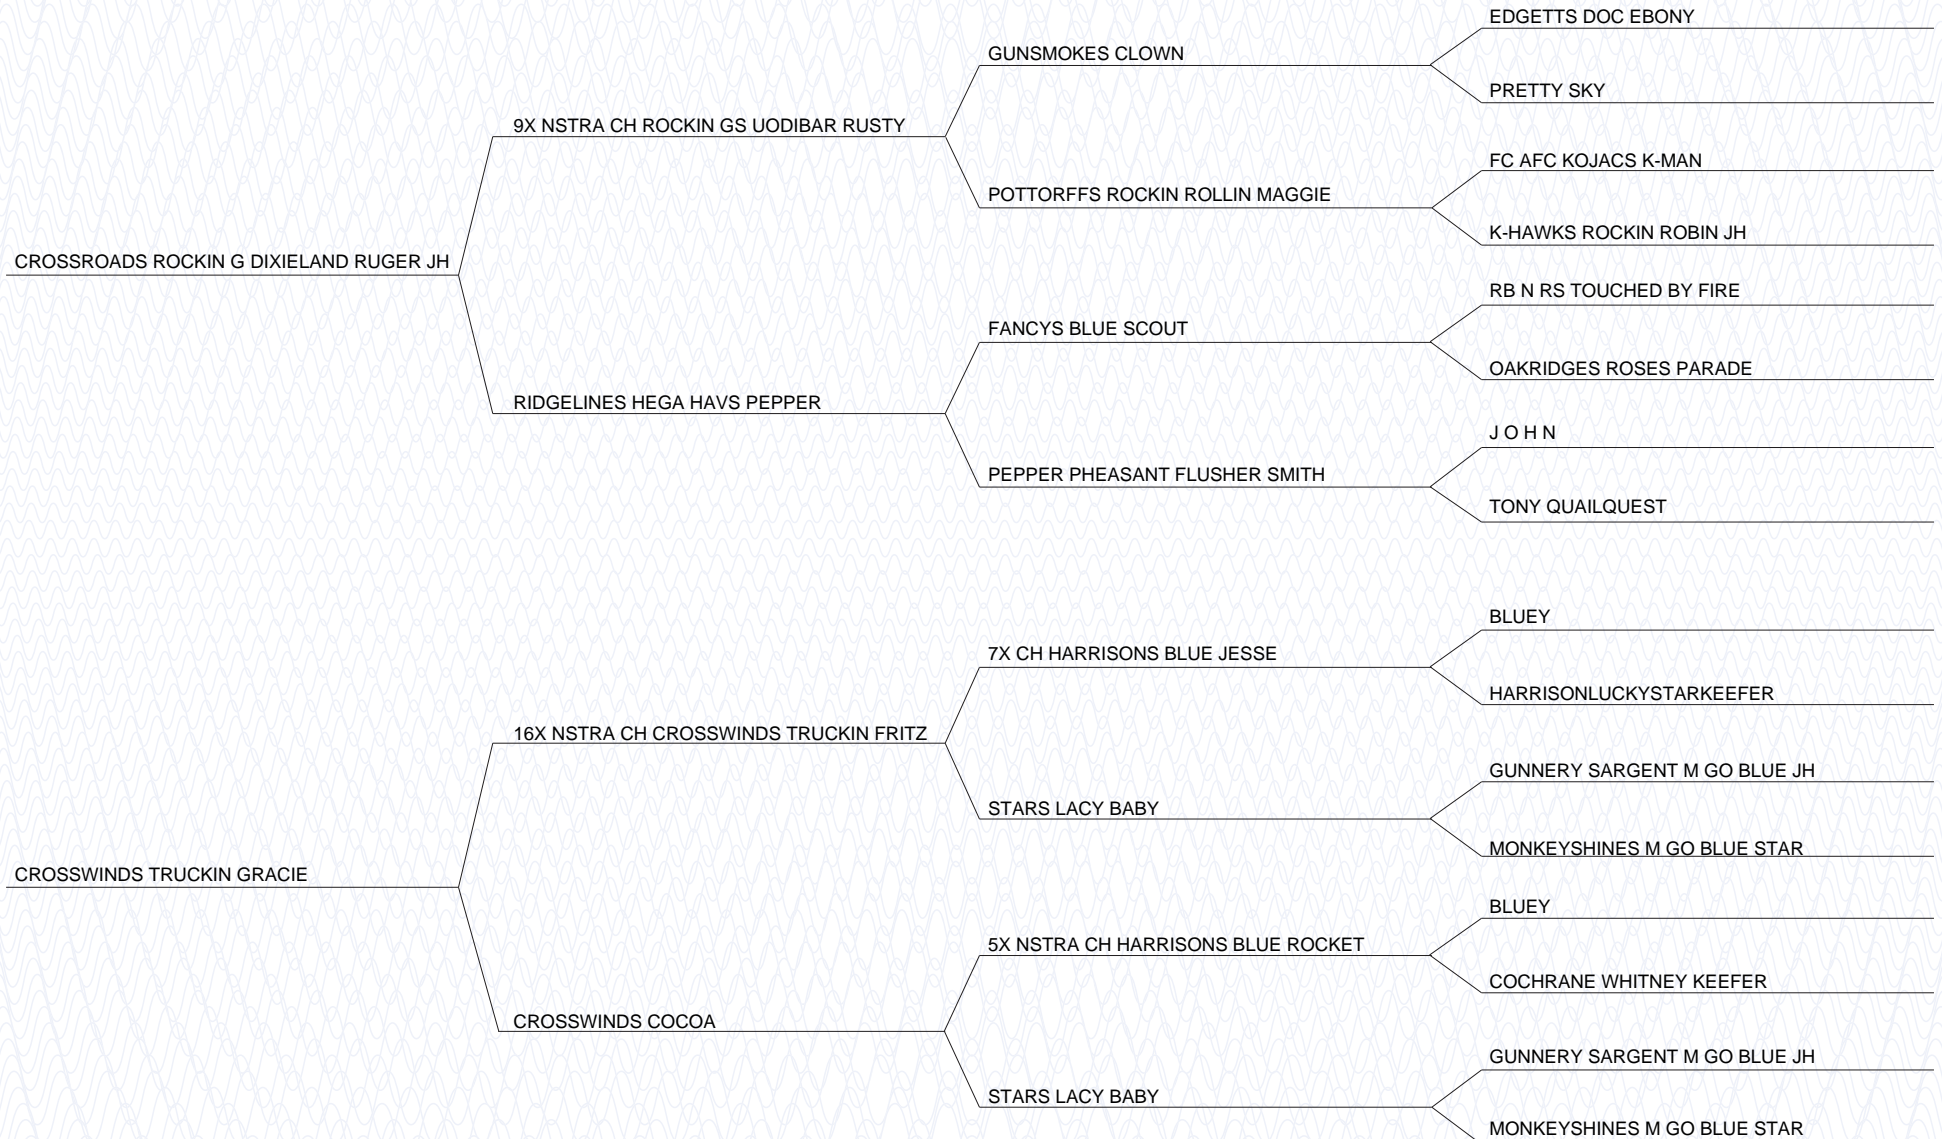 EDGETTS DOC EBONY
GUNSMOKES CLOWN
PRETTY SKY
9X NSTRA CH ROCKIN GS UODIBAR RUSTY
FC AFC KOJACS K-MAN
POTTORFFS ROCKIN ROLLIN MAGGIE
K-HAWKS ROCKIN ROBIN JH
CROSSROADS ROCKIN G DIXIELAND RUGER JH
RB N RS TOUCHED BY FIRE
FANCYS BLUE SCOUT
OAKRIDGES ROSES PARADE
RIDGELINES HEGA HAVS PEPPER
J O H N
PEPPER PHEASANT FLUSHER SMITH
TONY QUAILQUEST
BLUEY
7X CH HARRISONS BLUE JESSE
HARRISONLUCKYSTARKEEFER
16X NSTRA CH CROSSWINDS TRUCKIN FRITZ
GUNNERY SARGENT M GO BLUE JH
STARS LACY BABY
MONKEYSHINES M GO BLUE STAR
CROSSWINDS TRUCKIN GRACIE
BLUEY
5X NSTRA CH HARRISONS BLUE ROCKET
COCHRANE WHITNEY KEEFER
CROSSWINDS COCOA
GUNNERY SARGENT M GO BLUE JH
STARS LACY BABY
MONKEYSHINES M GO BLUE STAR